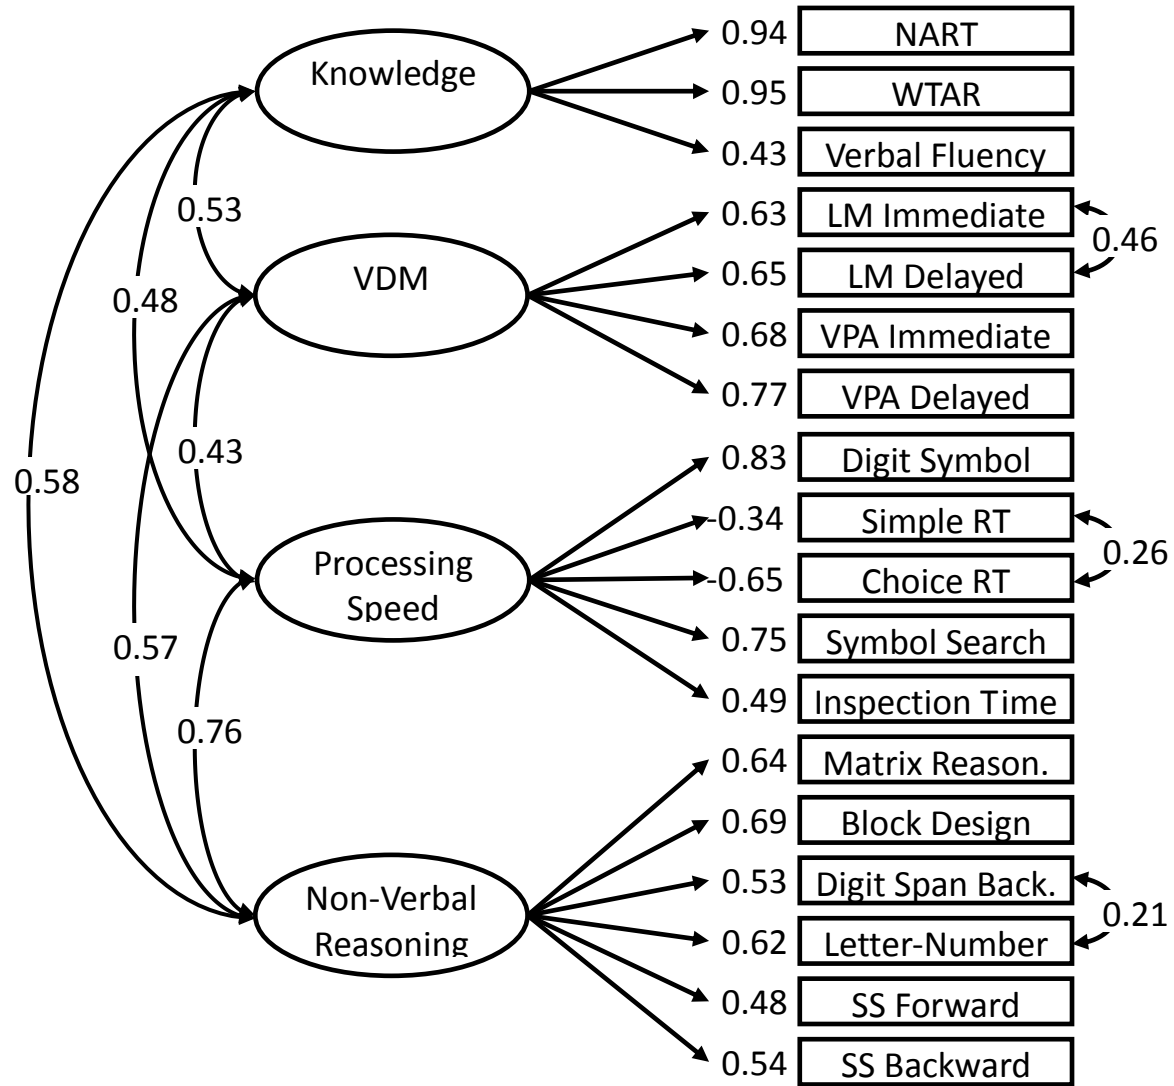 0.94 NART
Knowledge
0.95 WTAR
0.43 Verbal Fluency
0.53
0.63 LM Immediate
0.46
VDM
0.65 LM Delayed
0.48
0.68 VPA Immediate
0.77 VPA Delayed
0.43
0.83 Digit Symbol
0.58
-0.34 Simple RT
0.26
Processing
Speed
-0.65 Choice RT
0.57
0.75 Symbol Search
0.49 Inspection Time
0.76
0.64 Matrix Reason.
0.69 Block Design
0.53 Digit Span Back.
0.21
Non-Verbal
Reasoning
0.62 Letter-Number
0.48 SS Forward
0.54 SS Backward